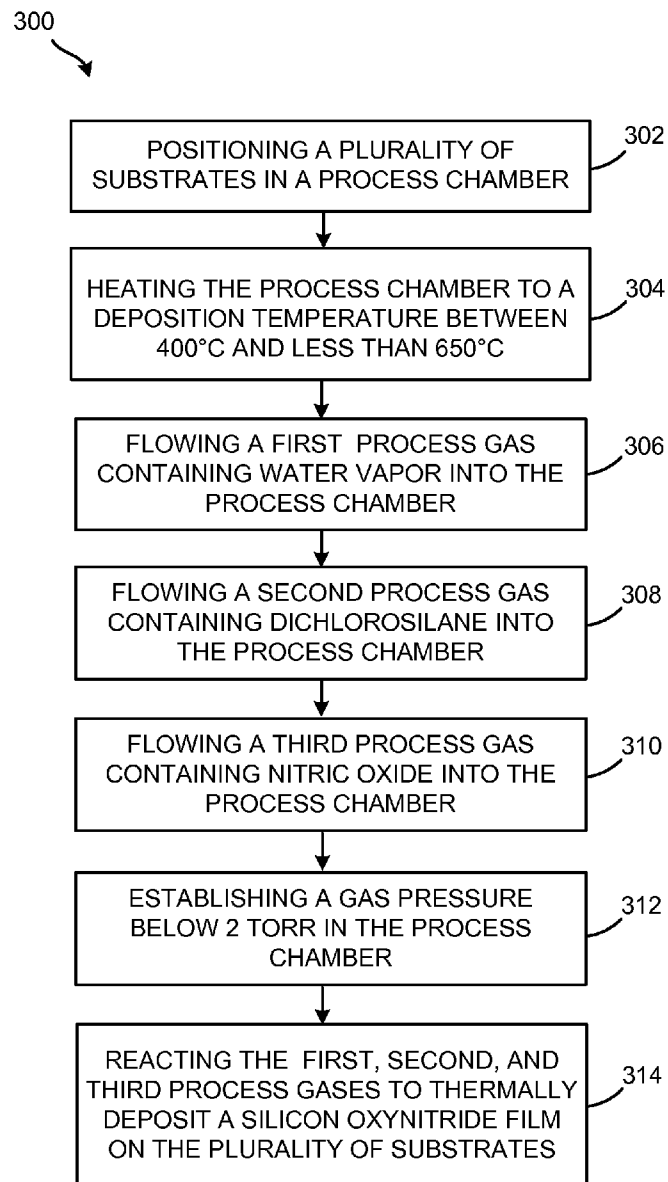 300
POSITIONING A PLURALITY OF
SUBSTRATES IN A PROCESS CHAMBER
302
HEATING THE PROCESS CHAMBER TO A
DEPOSITION TEMPERATURE BETWEEN
400°C AND LESS THAN 650°C
304
FLOWING A FIRST PROCESS GAS
CONTAINING WATER VAPOR INTO THE
PROCESS CHAMBER
306
FLOWING A SECOND PROCESS GAS
CONTAINING DICHLOROSILANE INTO
THE PROCESS CHAMBER
308
FLOWING A THIRD PROCESS GAS
CONTAINING NITRIC OXIDE INTO THE
PROCESS CHAMBER
310
ESTABLISHING A GAS PRESSURE
BELOW 2 TORR IN THE PROCESS
CHAMBER
312
REACTING THE FIRST, SECOND, AND
THIRD PROCESS GASES TO THERMALLY
DEPOSIT A SILICON OXYNITRIDE FILM
ON THE PLURALITY OF SUBSTRATES
314